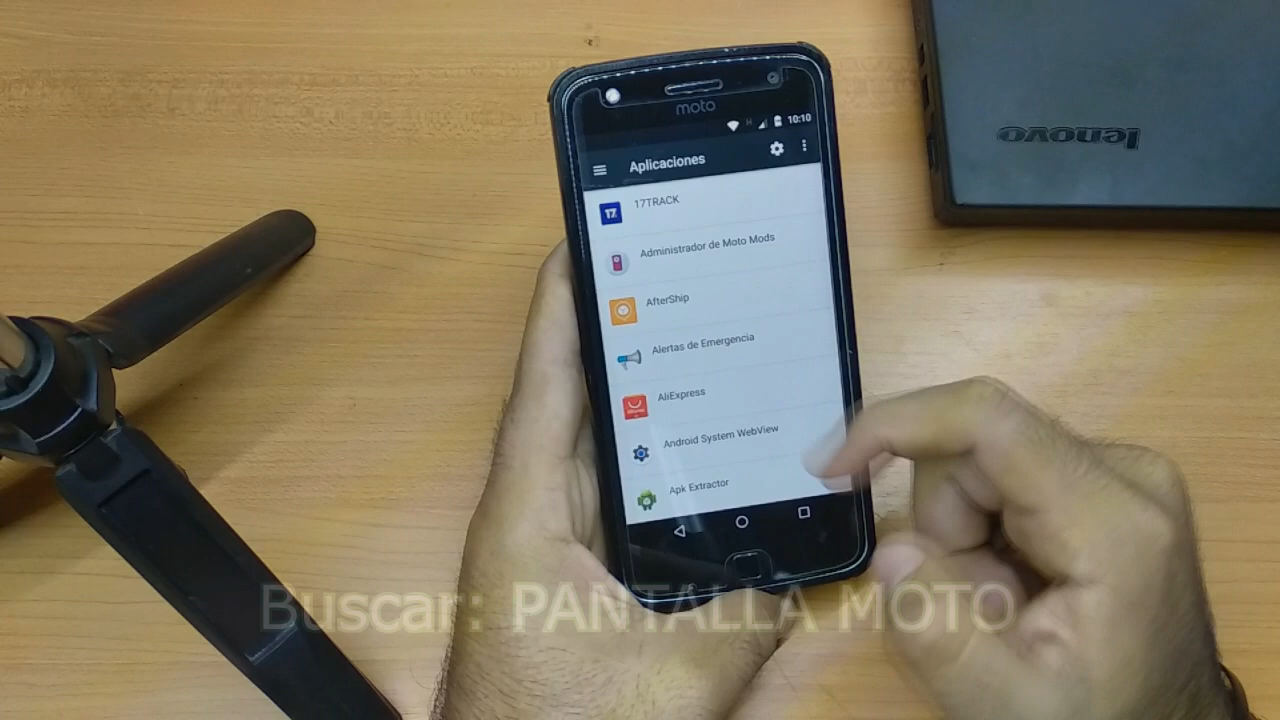 moto
H 10:10
Aplicaciones
17TRACK
Administrador de Moto Mods
AfterShip
Alertas de Emergencia
AliExpress
Android System WebView
Apk Extractor
lenovo
Buscar: PANTALLA MOTO